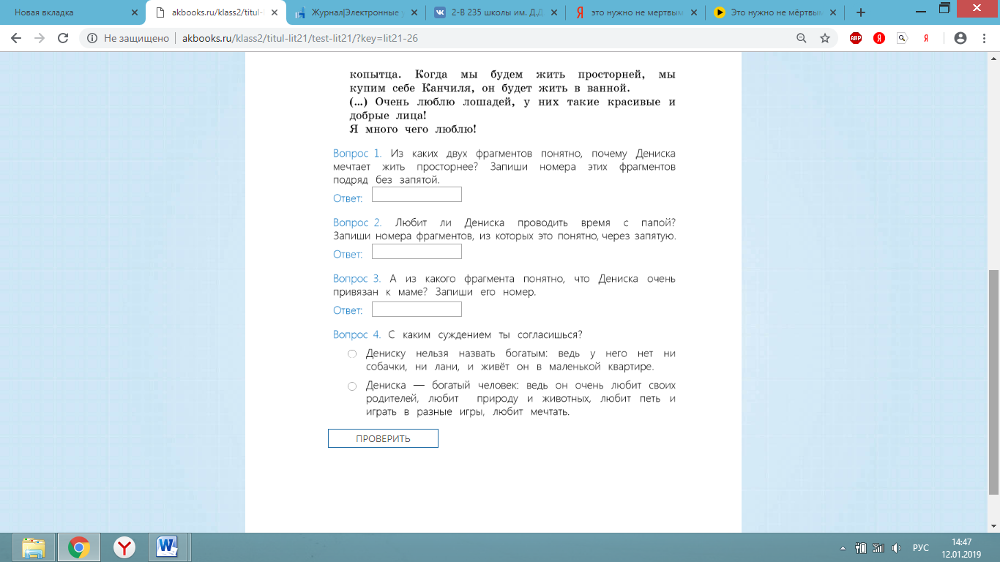 Новая вкладка
akbooks.ru/klass2/titul-l
Журнал|Электронные у
2-В 235 школы им. Д.Д
это нужно не мертвым
Это нужно не мёртвым
Не защищено akbooks.ru/klass2/titul-lit21/test-lit21/?key=lit21-26
ABP Я Я
копытца. Когда мы будем жить просторней, мы
купим себе Канчиля, он будет жить в ванной.
(...) Очень люблю лошадей, у них такие красивые и
добрые лица!
Я много чего люблю!
Вопрос 1. Из каких двух фрагментов понятно, почему Дениска
мечтает жить просторнее? Запиши номера этих фрагментов
подряд без запятой.
Ответ:
Вопрос 2. Любит ли Дениска проводить время с папой?
Запиши номера фрагментов, из которых это понятно, через запятую.
Ответ:
Вопрос 3. А из какого фрагмента понятно, что Дениска очень
привязан к маме? Запиши его номер.
Ответ:
Вопрос 4. С каким суждением ты согласишься?
Дениску нельзя назвать богатым: ведь у него нет ни
собачки, ни лани, и живёт он в маленькой квартире.
Дениска — богатый человек: ведь он очень любит своих
родителей, любит природу и животных, любит петь и
играть в разные игры, любит мечтать.
ПРОВЕРИТЬ
РУС
14:47
12.01.2019